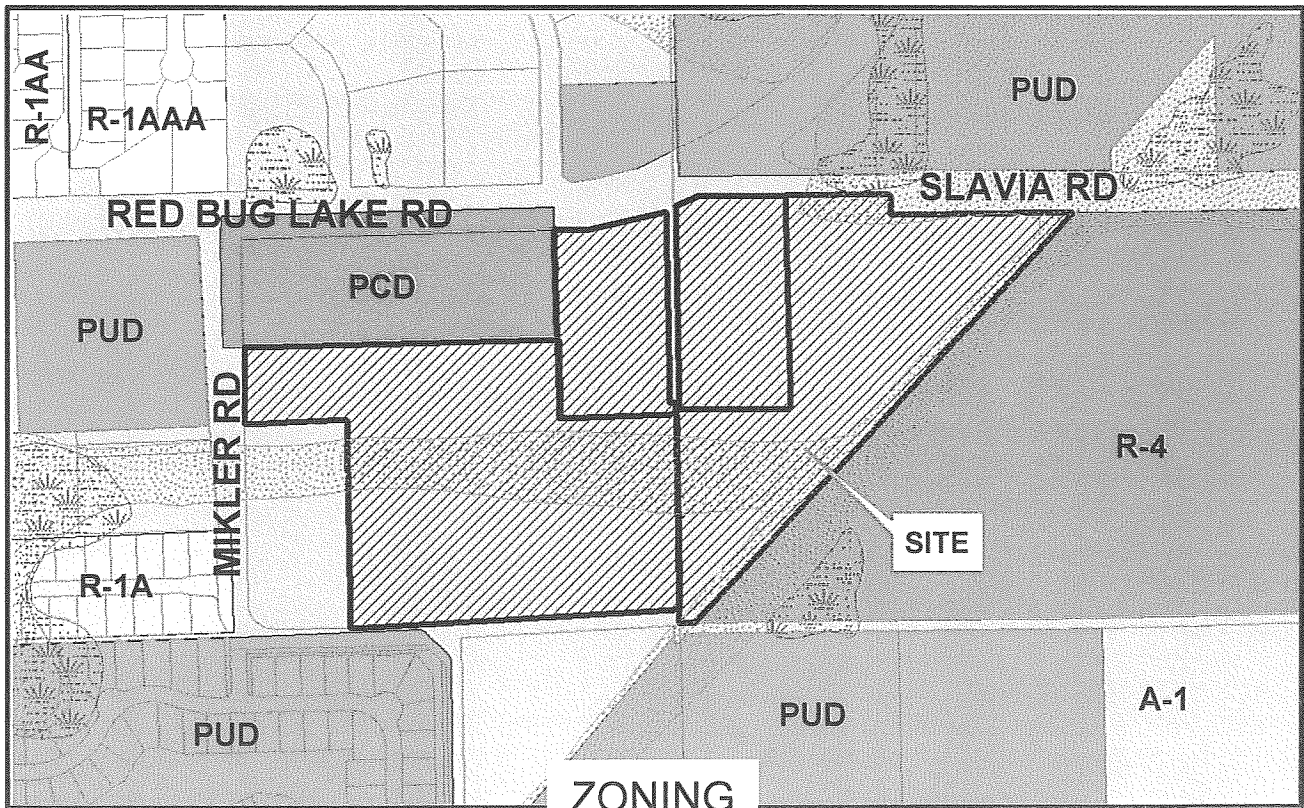 R-1AA
R-1AAA
PUD
SLAVIA RD
RED BUG LAKE RD
PCD
PUD
MIKLER RD
R-4
SITE
R-1A
A-1
PUD
PUD
ZONING